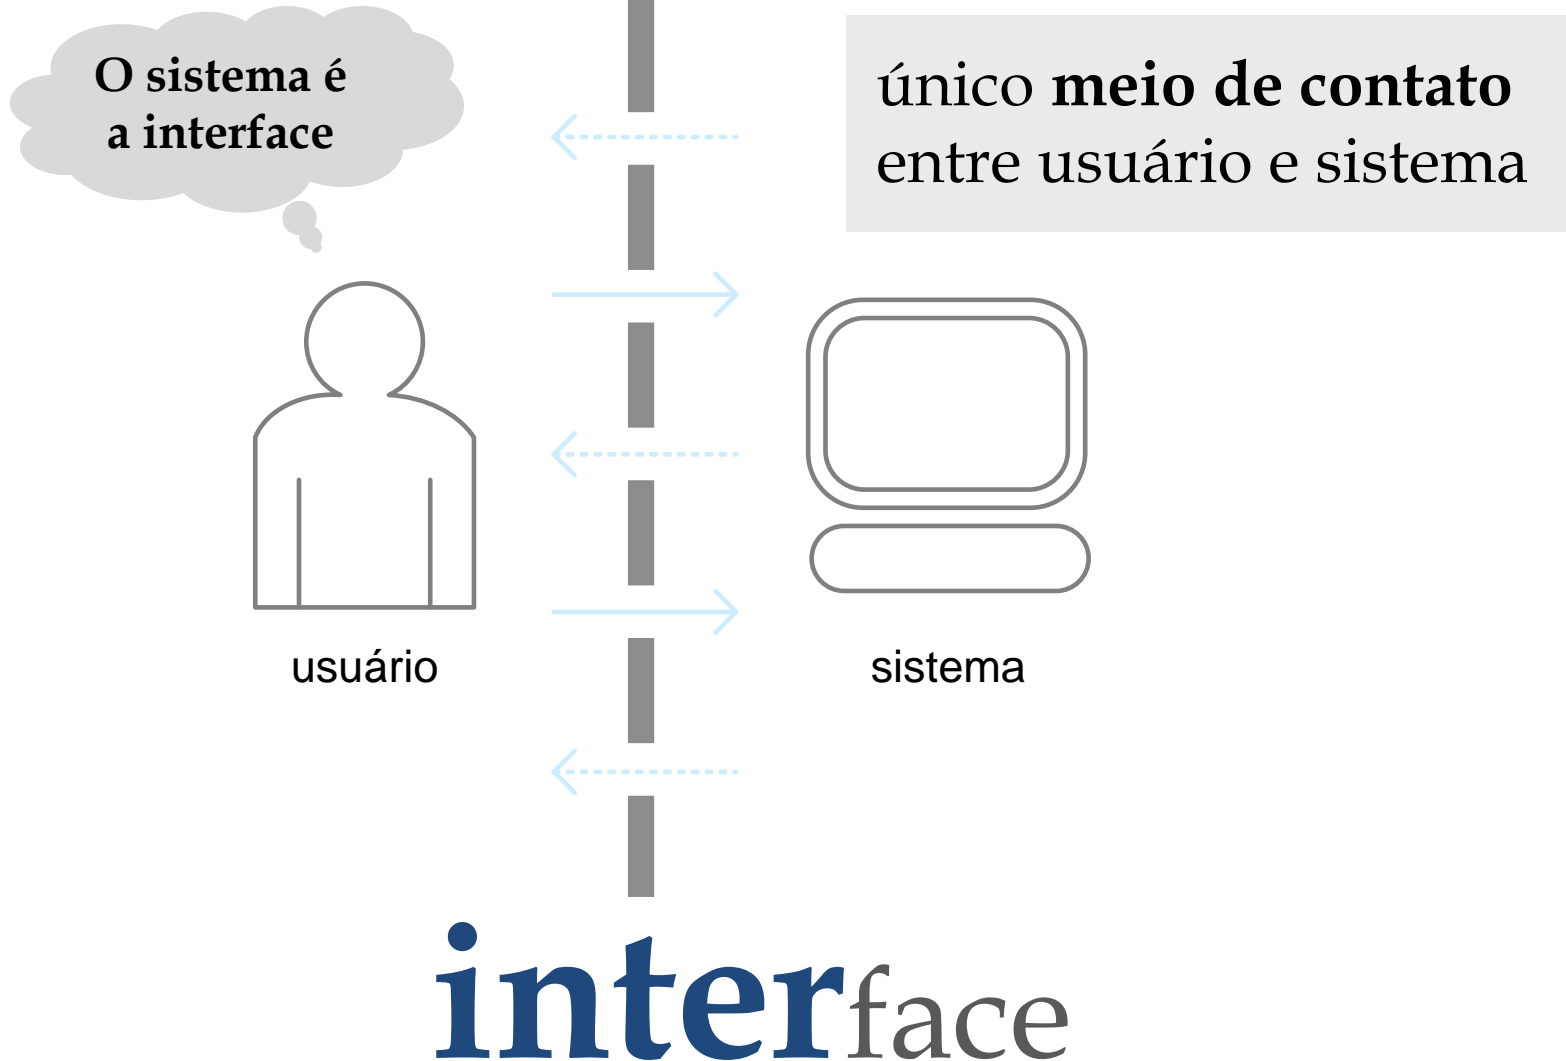 O sistema é
a interface
único meio de contato
entre usuário e sistema
usuário
sistema
interface